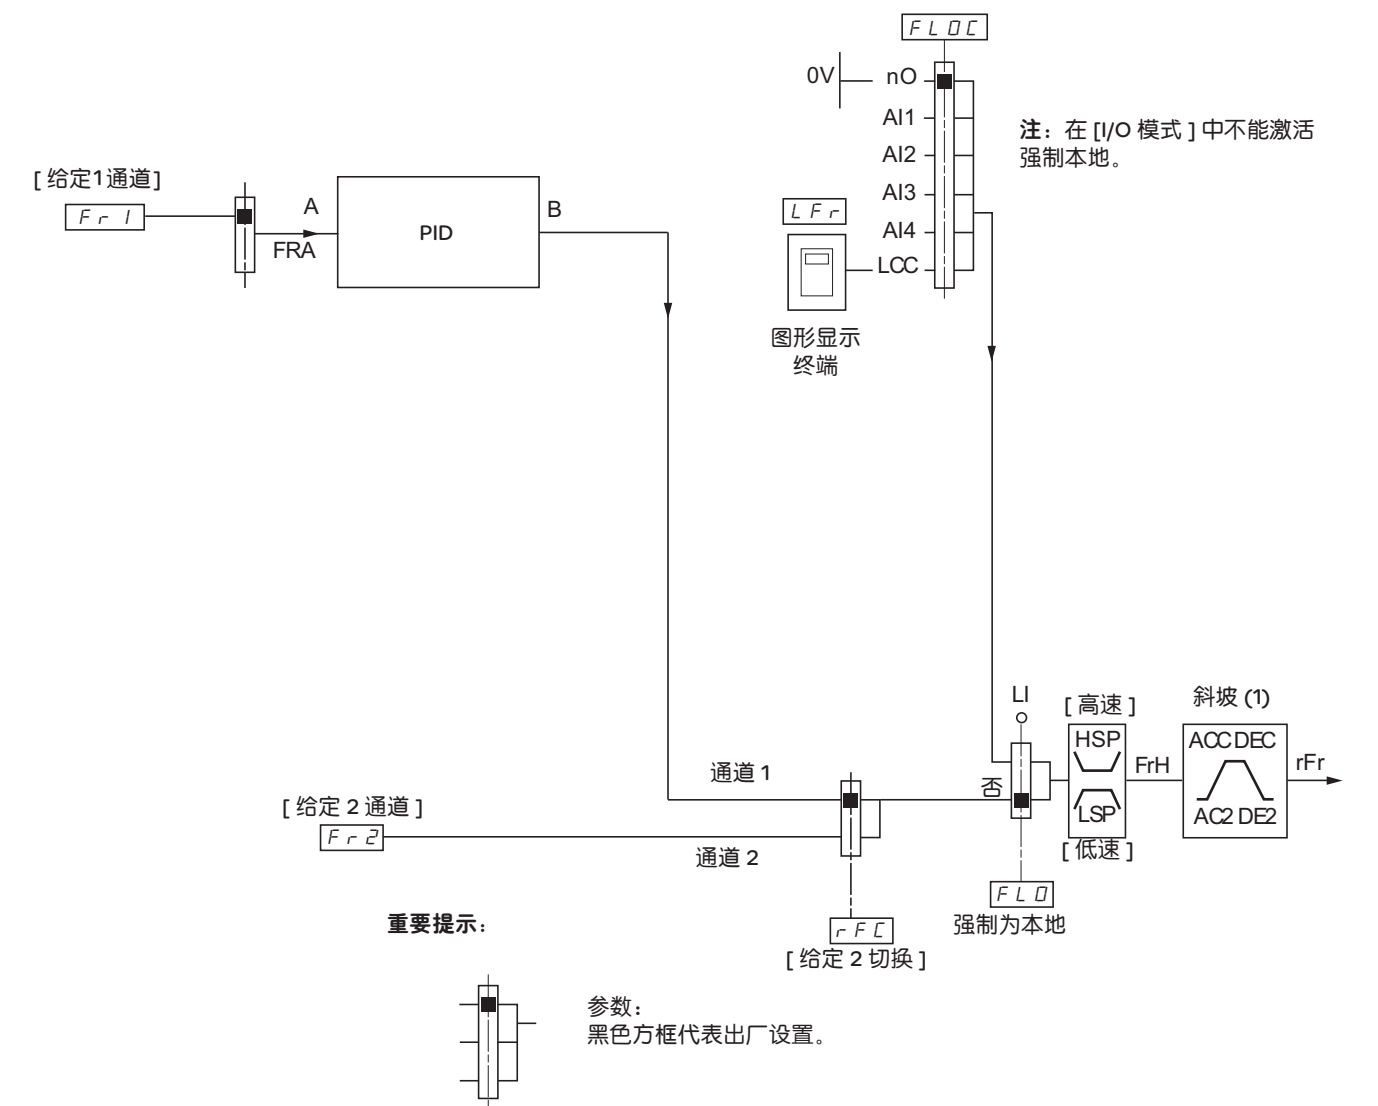 FLOC
0V
nO
AI1
AI2
AI3
AI4
LCC
注：在 [I/O 模式 ] 中不能激活
强制本地。
[ 给定1通道]
Fr1
A
FRA
PID
B
LFr
图形显示
终端
LI
[ 高速 ]
斜坡 (1)
HSP
ACC DEC
FrH
rFr
LSP
AC2 DE2
[ 低速 ]
否
通道 1
[ 给定 2 通道 ]
Fr2
通道 2
FLO
强制为本地
rFC
[ 给定 2 切换 ]
重要提示：
参数：
黑色方框代表出厂设置。